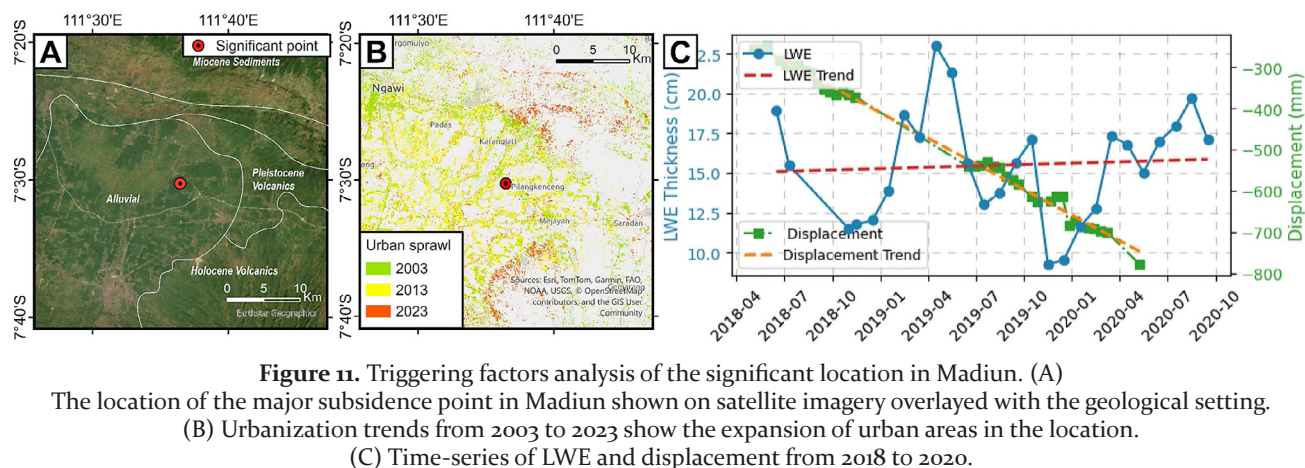 111°30'E
111°40'E
111°30'E
111°40'E
7°20'S
7°30'S
7°40'S
A
Significant point
Miocene Sediments
Alluvial
Pleistocene
Volcanics
Holocene Volcanics
0 5 10
Km
Earthstar Geographics
7°20'S
7°30'S
7°40'S
B
0 5 10
Km
Ngawi
Padas
Karangjati
Pilangkenceng
Mejayan
Saradan
Urban sprawl
2003
2013
2023
Sources: Esri, TomTom, Garmin, FAO,
NOAA, USGS, © OpenStreetMap
contributors, and the GIS User
Community
C
LWE Thickness (cm)
22.5
20.0
17.5
15.0
12.5
10.0
LWE
LWE Trend
Displacement
Displacement Trend
−300
−400
−500
−600
−700
−800
Displacement (mm)
2018-04
2018-07
2018-10
2019-01
2019-04
2019-07
2019-10
2020-01
2020-04
2020-07
2020-10
Figure 11. Triggering factors analysis of the significant location in Madiun. (A)
The location of the major subsidence point in Madiun shown on satellite imagery overlayed with the geological setting.
(B) Urbanization trends from 2003 to 2023 show the expansion of urban areas in the location.
(C) Time-series of LWE and displacement from 2018 to 2020.